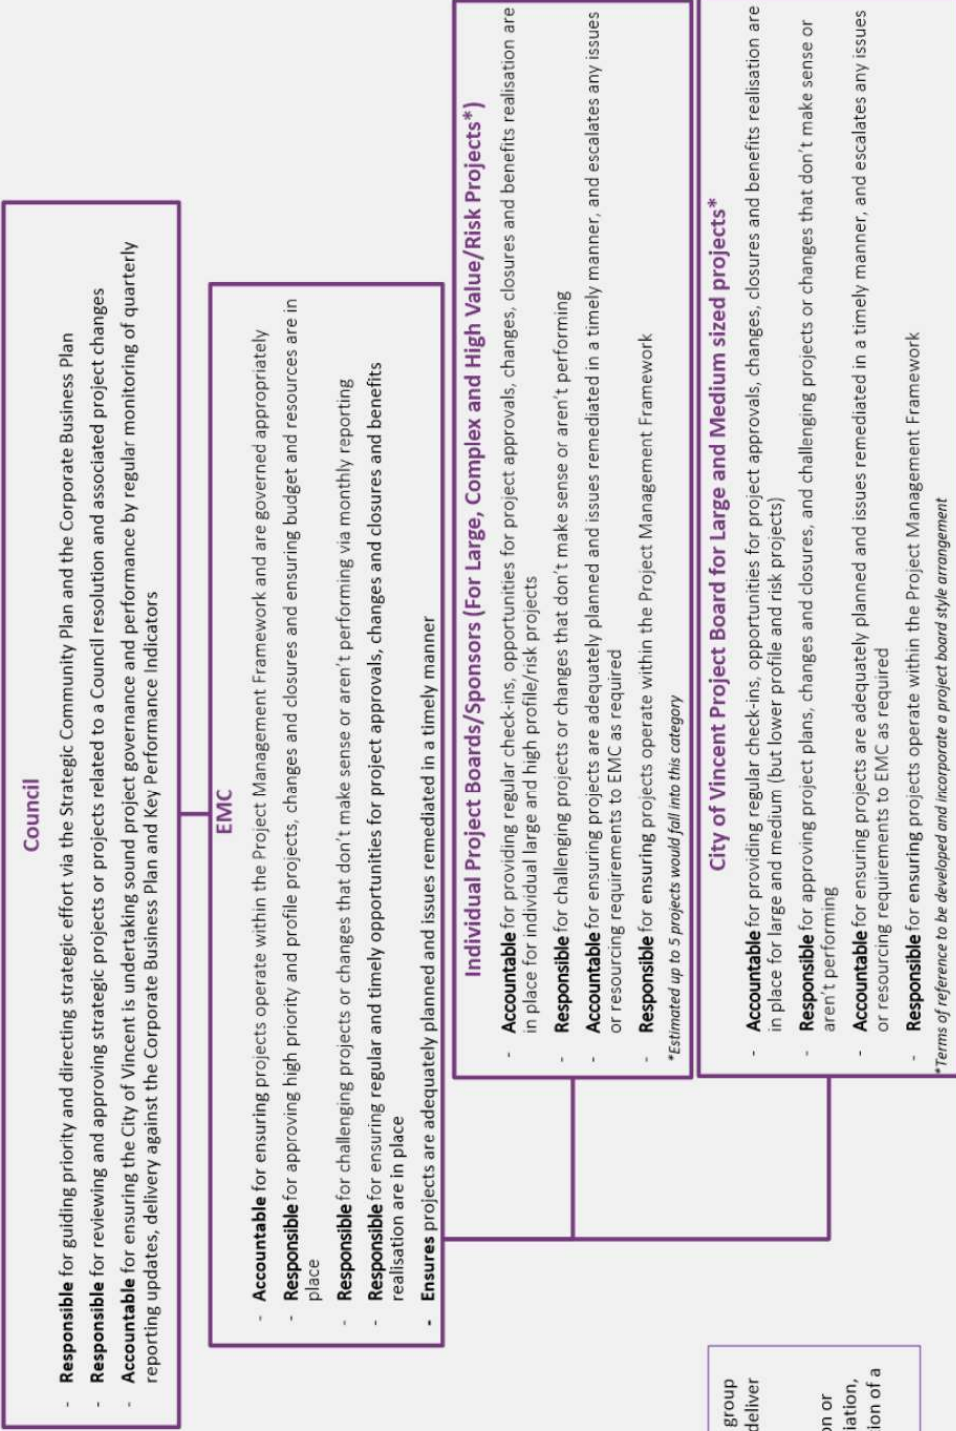 Council
- Responsible for guiding priority and directing strategic effort via the Strategic Community Plan and the Corporate Business Plan
- Responsible for reviewing and approving strategic projects or projects related to a Council resolution and associated project changes
- Accountable for ensuring the City of Vincent is undertaking sound project governance and performance by regular monitoring of quarterly
reporting updates, delivery against the Corporate Business Plan and Key Performance Indicators
EMC
- Accountable for ensuring projects operate within the Project Management Framework and are governed appropriately
- Responsible for approving high priority and profile projects, changes and closures and ensuring budget and resources are in
place
- Responsible for challenging projects or changes that don't make sense or aren't performing via monthly reporting
- Responsible for ensuring regular and timely opportunities for project approvals, changes and closures and benefits
realisation are in place
- Ensures projects are adequately planned and issues remediated in a timely manner
Individual Project Boards/Sponsors (For Large, Complex and High Value/Risk Projects*)
- Accountable for providing regular check-ins, opportunities for project approvals, changes, closures and benefits realisation are
in place for individual large and high profile/risk projects
- Responsible for challenging projects or changes that don't make sense or aren't performing
- Accountable for ensuring projects are adequately planned and issues remediated in a timely manner, and escalates any issues
or resourcing requirements to EMC as required
- Responsible for ensuring projects operate within the Project Management Framework
*Estimated up to 5 projects would fall into this category
City of Vincent Project Board for Large and Medium sized projects*
- Accountable for providing regular check-ins, opportunities for project approvals, changes, closures and benefits realisation are
in place for large and medium (but lower profile and risk projects)
- Responsible for approving project plans, changes and closures, and challenging projects or changes that don't make sense or
aren't performing
- Accountable for ensuring projects are adequately planned and issues remediated in a timely manner, and escalates any issues
or resourcing requirements to EMC as required
- Responsible for ensuring projects operate within the Project Management Framework
*Terms of reference to be developed and incorporate a project board style arrangement
group
deliver
on or
iation,
ion of a